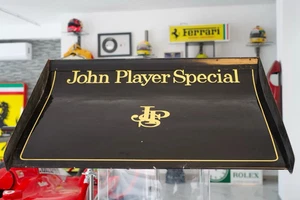 Ferrari
John Player Special
JPS
ROLEX